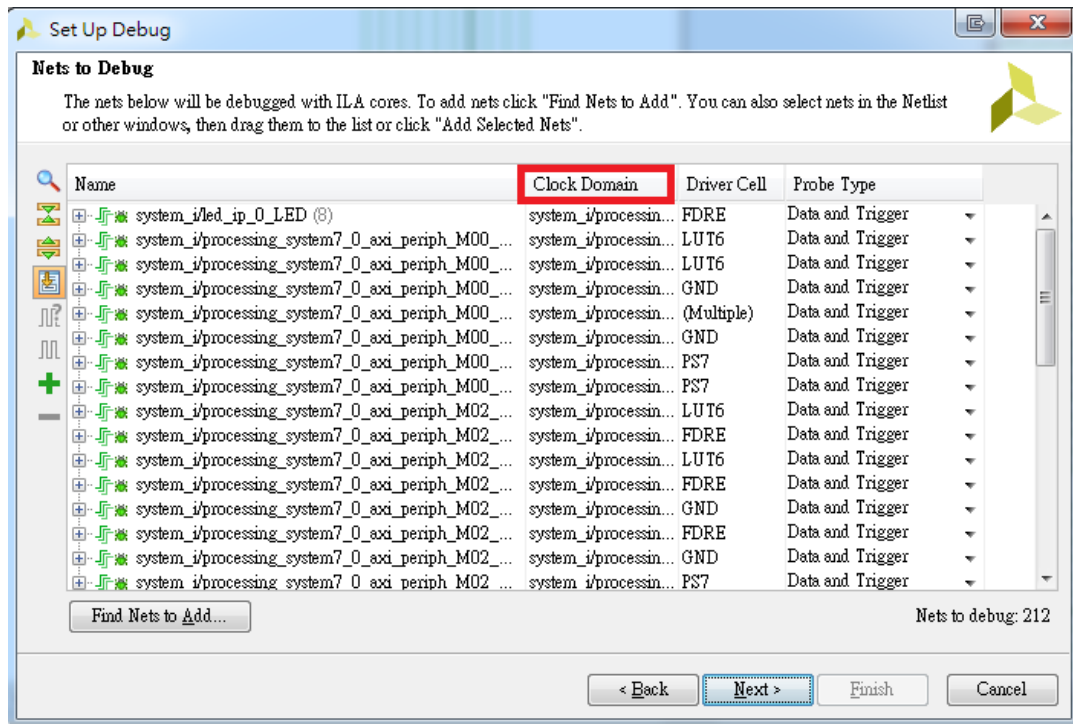 Set Up Debug
Nets to Debug
The nets below will be debugged with ILA cores. To add nets click "Find Nets to Add". You can also select nets in the Netlist
or other windows, then drag them to the list or click "Add Selected Nets".
Name Clock Domain Driver Cell Probe Type
system_i/led_ip_0_LED (8) system_i/processin... FDRE Data and Trigger
system_i/processing_system7_0_axi_periph_M00_... system_i/processin... LUT6 Data and Trigger
system_i/processing_system7_0_axi_periph_M00_... system_i/processin... LUT6 Data and Trigger
system_i/processing_system7_0_axi_periph_M00_... system_i/processin... GND Data and Trigger
system_i/processing_system7_0_axi_periph_M00_... system_i/processin... (Multiple) Data and Trigger
system_i/processing_system7_0_axi_periph_M00_... system_i/processin... GND Data and Trigger
system_i/processing_system7_0_axi_periph_M00_... system_i/processin... PS7 Data and Trigger
system_i/processing_system7_0_axi_periph_M00_... system_i/processin... PS7 Data and Trigger
system_i/processing_system7_0_axi_periph_M02_... system_i/processin... LUT6 Data and Trigger
system_i/processing_system7_0_axi_periph_M02_... system_i/processin... FDRE Data and Trigger
system_i/processing_system7_0_axi_periph_M02_... system_i/processin... LUT6 Data and Trigger
system_i/processing_system7_0_axi_periph_M02_... system_i/processin... FDRE Data and Trigger
system_i/processing_system7_0_axi_periph_M02_... system_i/processin... GND Data and Trigger
system_i/processing_system7_0_axi_periph_M02_... system_i/processin... FDRE Data and Trigger
system_i/processing_system7_0_axi_periph_M02_... system_i/processin... GND Data and Trigger
system_i/processing_system7_0_axi_periph_M02_... system_i/processin... PS7 Data and Trigger
Find Nets to Add... Nets to debug: 212
< Back Next > Finish Cancel